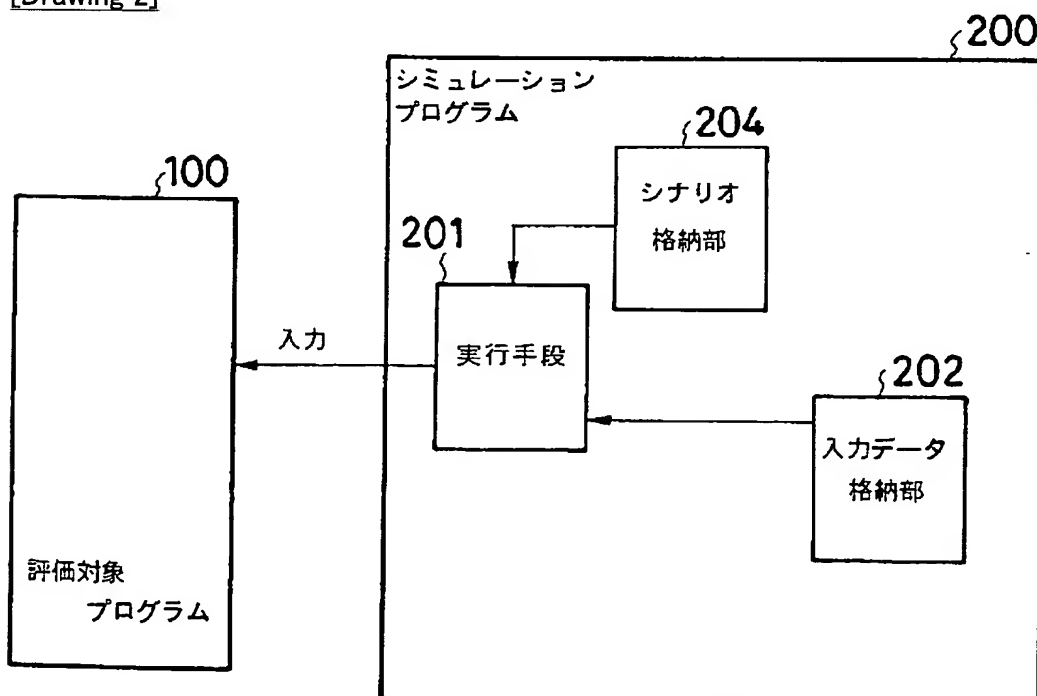 [Drawing 2]
200
シミュレーション
プログラム
204
シナリオ
格納部
100
201
入力
実行手段
202
入力データ
格納部
評価対象
プログラム